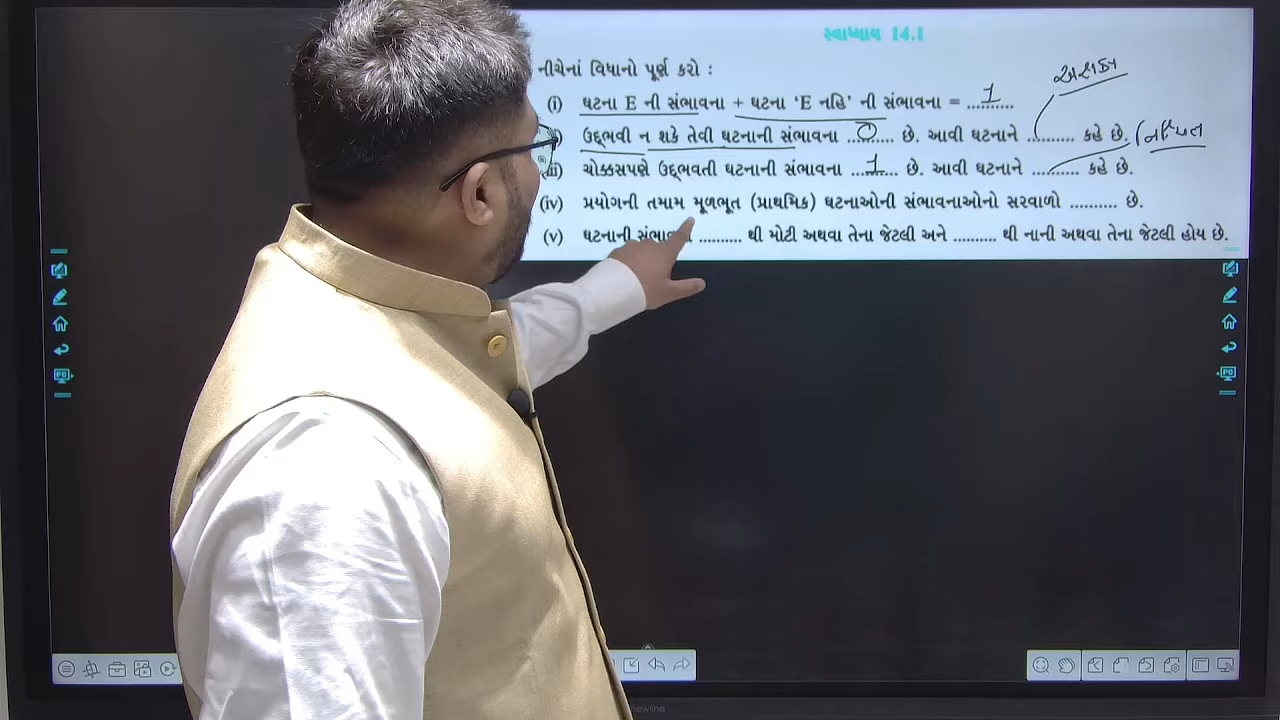 સ્વાધ્યાય 14.1
નીચેનાં વિધાનો પૂર્ણ કરો :
અશક્ય
(i) ઘટના E ની સંભાવના + ઘટના ‘E નહિ’ ની સંભાવના = ...1...
ઉદ્ભવી ન શકે તેવી ઘટનાની સંભાવના ...0... છે. આવી ઘટનાને .......... કહે છે. નિશ્ચિત
ચોક્કસપણે ઉદ્ભવતી ઘટનાની સંભાવના ...1... છે. આવી ઘટનાને .......... કહે છે.
(iv) પ્રયોગની તમામ મૂળભૂત (પ્રાથમિક) ઘટનાઓની સંભાવનાઓનો સરવાળો .......... છે.
(v) ઘટનાની સંભાવના .......... થી મોટી અથવા તેના જેટલી અને .......... થી નાની અથવા તેના જેટલી હોય છે.
newline